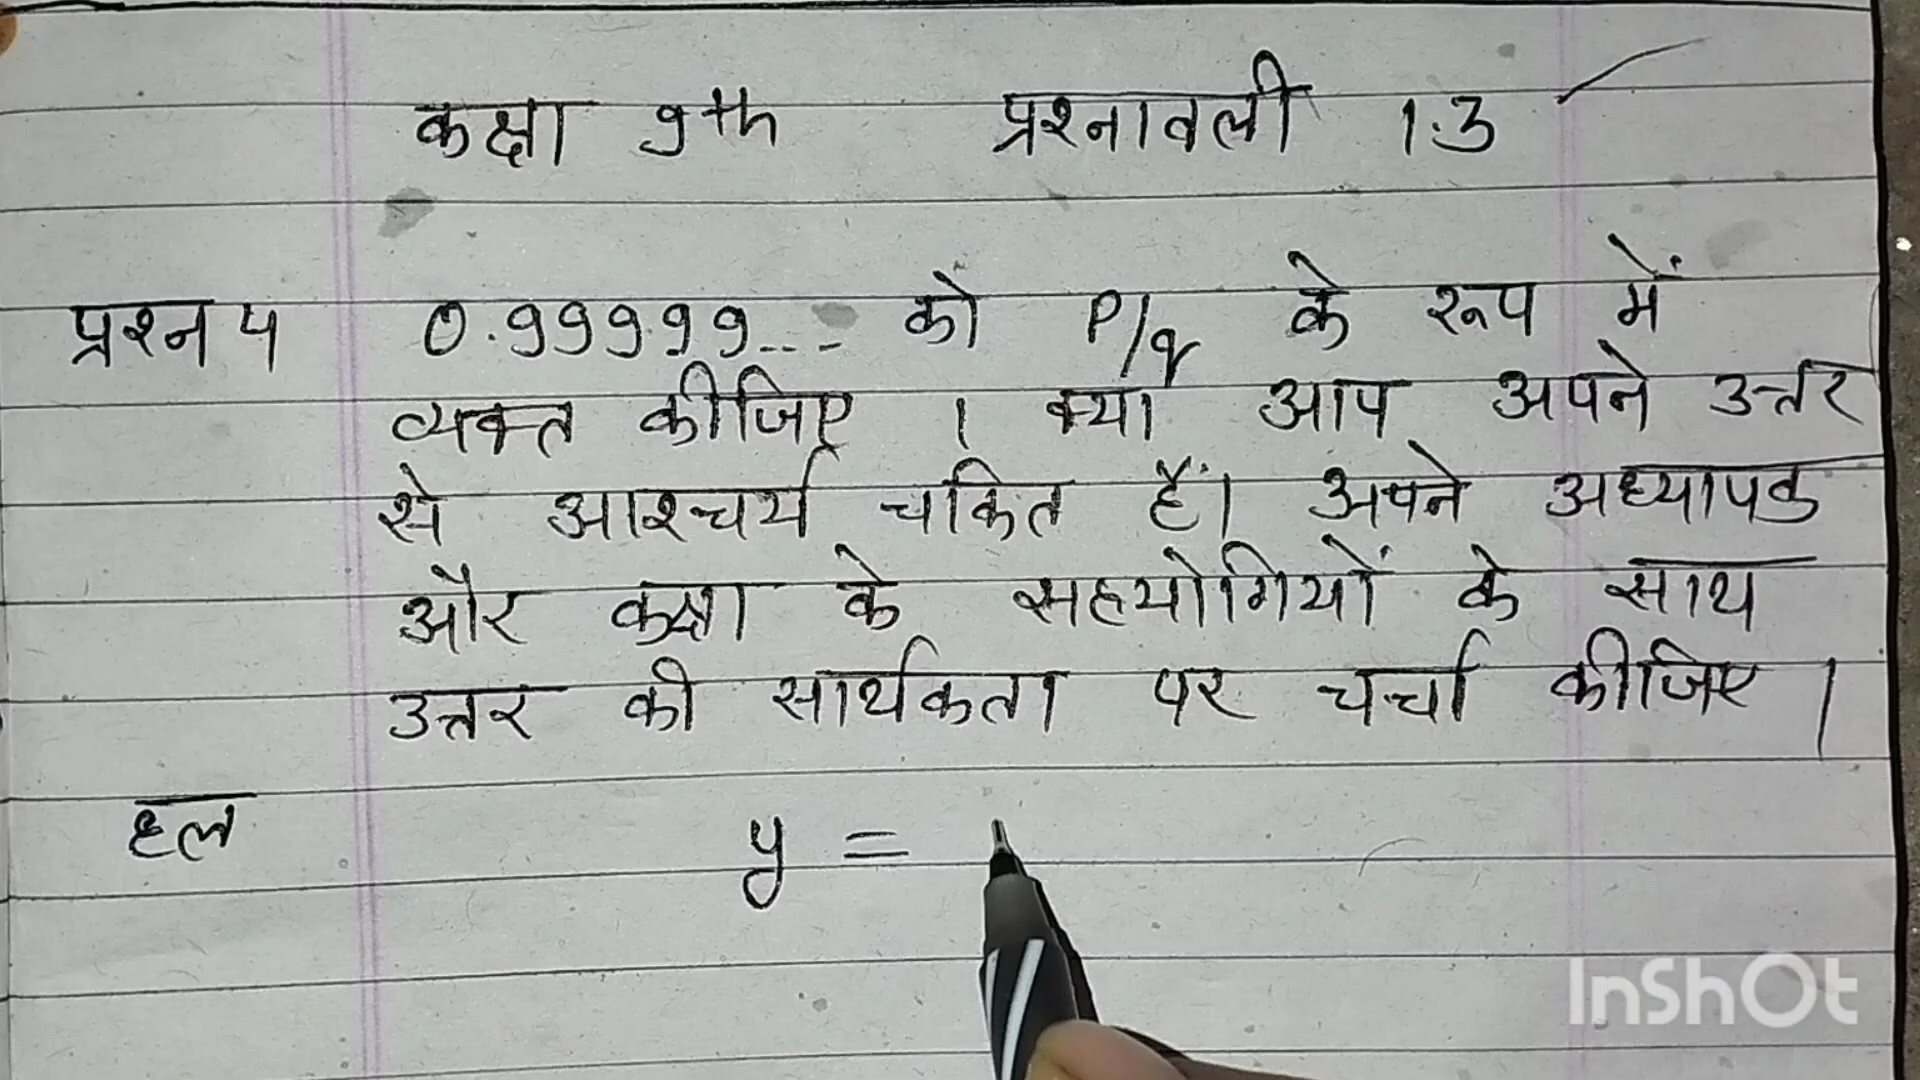 कक्षा 9th प्रश्नावली 1.3
प्रश्न 4 0.99999... को P/q के रूप में
व्यक्त कीजिए । क्या आप अपने उत्तर
से आश्चर्य चकित हैं। अपने अध्यापक
और कक्षा के सहयोगियों के साथ
उत्तर की सार्थकता पर चर्चा कीजिए ।
हल y =
InShOt